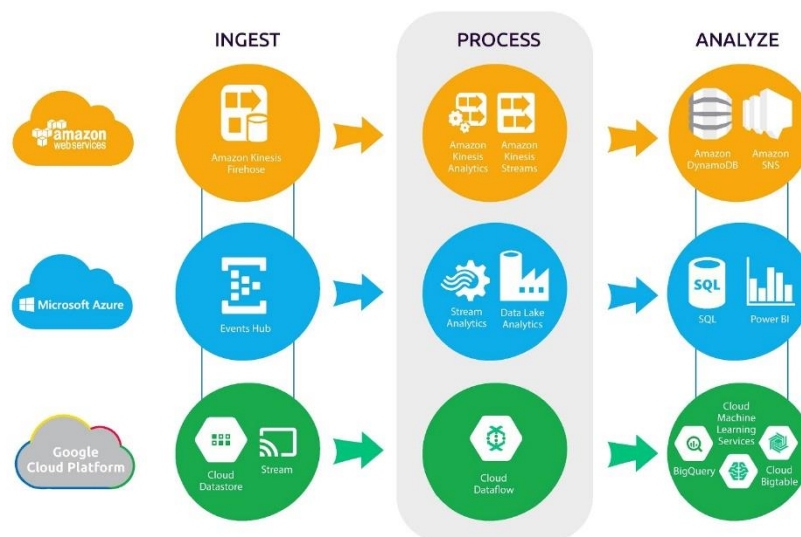 INGEST
PROCESS
ANALYZE
amazon
webservices
Amazon Kinesis
Firehose
Amazon
Kinesis
Analytics
Amazon
Kinesis
Streams
Amazon
DynamoDB
Amazon
SNS
Microsoft Azure
Events Hub
Stream
Analytics
Data Lake
Analytics
SQL
SQL
Power BI
Google
Cloud Platform
Cloud
Datastore
Stream
Cloud
Dataflow
Cloud
Machine
Learning
Services
BigQuery
Cloud
Bigtable